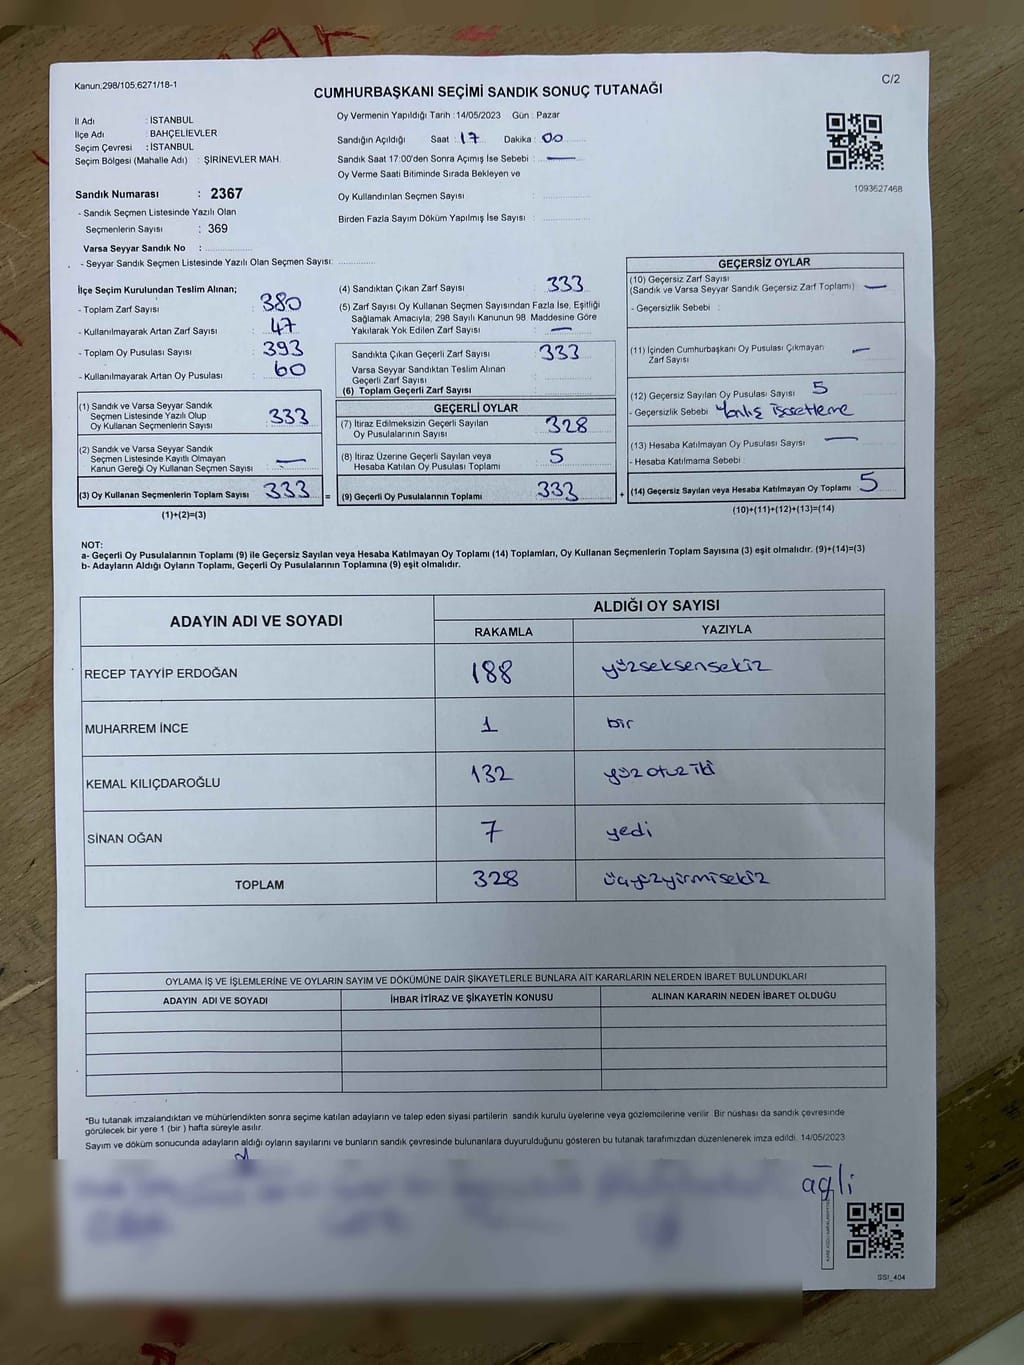 Kanun,298/105,6271/18-1
C/2
CUMHURBAŞKANI SEÇİMİ SANDIK SONUÇ TUTANAĞI
İl Adı : İSTANBUL
İlçe Adı : BAHÇELİEVLER
Seçim Çevresi : İSTANBUL
Seçim Bölgesi (Mahalle Adı) : ŞİRİNEVLER MAH.
Sandık Numarası : 2367
- Sandık Seçmen Listesinde Yazılı Olan
Seçmenlerin Sayısı : 369
Varsa Seyyar Sandık No :
- Seyyar Sandık Seçmen Listesinde Yazılı Olan Seçmen Sayısı:
Oy Vermenin Yapıldığı Tarih :14/05/2023 Gün : Pazar
Sandığın Açıldığı Saat : 17 Dakika : 00
Sandık Saat 17:00'den Sonra Açımış İse Sebebi : —
Oy Verme Saati Bitiminde Sırada Bekleyen ve
Oy Kullandırılan Seçmen Sayısı :
Birden Fazla Sayım Döküm Yapılmış İse Sayısı :
1093627468
İlçe Seçim Kurulundan Teslim Alınan;
- Toplam Zarf Sayısı : 380
- Kullanılmayarak Artan Zarf Sayısı : 47
- Toplam Oy Pusulası Sayısı : 393
- Kullanılmayarak Artan Oy Pusulası : 60
(1) Sandık ve Varsa Seyyar Sandık
Seçmen Listesinde Yazılı Olup
Oy Kullanan Seçmenlerin Sayısı : 333
(2) Sandık ve Varsa Seyyar Sandık
Seçmen Listesinde Kayıtlı Olmayan
Kanun Gereği Oy Kullanan Seçmen Sayısı : —
(3) Oy Kullanan Seçmenlerin Toplam Sayısı : 333 =
(1)+(2)=(3)
(4) Sandıktan Çıkan Zarf Sayısı : 333
(5) Zarf Sayısı Oy Kullanan Seçmen Sayısından Fazla İse, Eşitliği
Sağlamak Amacıyla; 298 Sayılı Kanunun 98. Maddesine Göre
Yakılarak Yok Edilen Zarf Sayısı : —
Sandıkta Çıkan Geçerli Zarf Sayısı : 333
Varsa Seyyar Sandıktan Teslim Alınan
Geçerli Zarf Sayısı :
(6) Toplam Geçerli Zarf Sayısı :
GEÇERLİ OYLAR
(7) İtiraz Edilmeksizin Geçerli Sayılan
Oy Pusulalarının Sayısı : 328
(8) İtiraz Üzerine Geçerli Sayılan veya
Hesaba Katılan Oy Pusulası Toplamı : 5
(9) Geçerli Oy Pusulalarının Toplamı : 333 +
GEÇERSİZ OYLAR
(10) Geçersiz Zarf Sayısı
(Sandık ve Varsa Seyyar Sandık Geçersiz Zarf Toplamı) : —
- Geçersizlik Sebebi :
(11) İçinden Cumhurbaşkanı Oy Pusulası Çıkmayan
Zarf Sayısı : —
(12) Geçersiz Sayılan Oy Pusulası Sayısı : 5
- Geçersizlik Sebebi : Yanlış işaretleme
(13) Hesaba Katılmayan Oy Pusulası Sayısı : —
- Hesaba Katılmama Sebebi :
(14) Geçersiz Sayılan veya Hesaba Katılmayan Oy Toplamı : 5
(10)+(11)+(12)+(13)=(14)
NOT:
a- Geçerli Oy Pusulalarının Toplamı (9) ile Geçersiz Sayılan veya Hesaba Katılmayan Oy Toplamı (14) Toplamları, Oy Kullanan Seçmenlerin Toplam Sayısına (3) eşit olmalıdır. (9)+(14)=(3)
b- Adayların Aldığı Oyların Toplamı, Geçerli Oy Pusulalarının Toplamına (9) eşit olmalıdır.
ADAYIN ADI VE SOYADI ALDIĞI OY SAYISI
RAKAMLA YAZIYLA
RECEP TAYYİP ERDOĞAN 188 yüzseksensekiz
MUHARREM İNCE 1 bir
KEMAL KILIÇDAROĞLU 132 yüz otuz iki
SİNAN OĞAN 7 yedi
TOPLAM 328 üçyüzyirmisekiz
OYLAMA İŞ VE İŞLEMLERİNE VE OYLARIN SAYIM VE DÖKÜMÜNE DAİR ŞİKAYETLERLE BUNLARA AİT KARARLARIN NELERDEN İBARET BULUNDUKLARI
ADAYIN ADI VE SOYADI İHBAR İTİRAZ VE ŞİKAYETİN KONUSU ALINAN KARARIN NEDEN İBARET OLDUĞU
*Bu tutanak imzalandıktan ve mühürlendikten sonra seçime katılan adayların ve talep eden siyasi partilerin sandık kurulu üyelerine veya gözlemcilerine verilir. Bir nüshası da sandık çevresinde
görülecek bir yere 1 (bir ) hafta süreyle asılır.
Sayım ve döküm sonucunda adayların aldığı oyların sayılarını ve bunların sandık çevresinde bulunanlara duyurulduğunu gösteren bu tutanak tarafımızdan düzenlenerek imza edildi. 14/05/2023
ağli
SSI_404